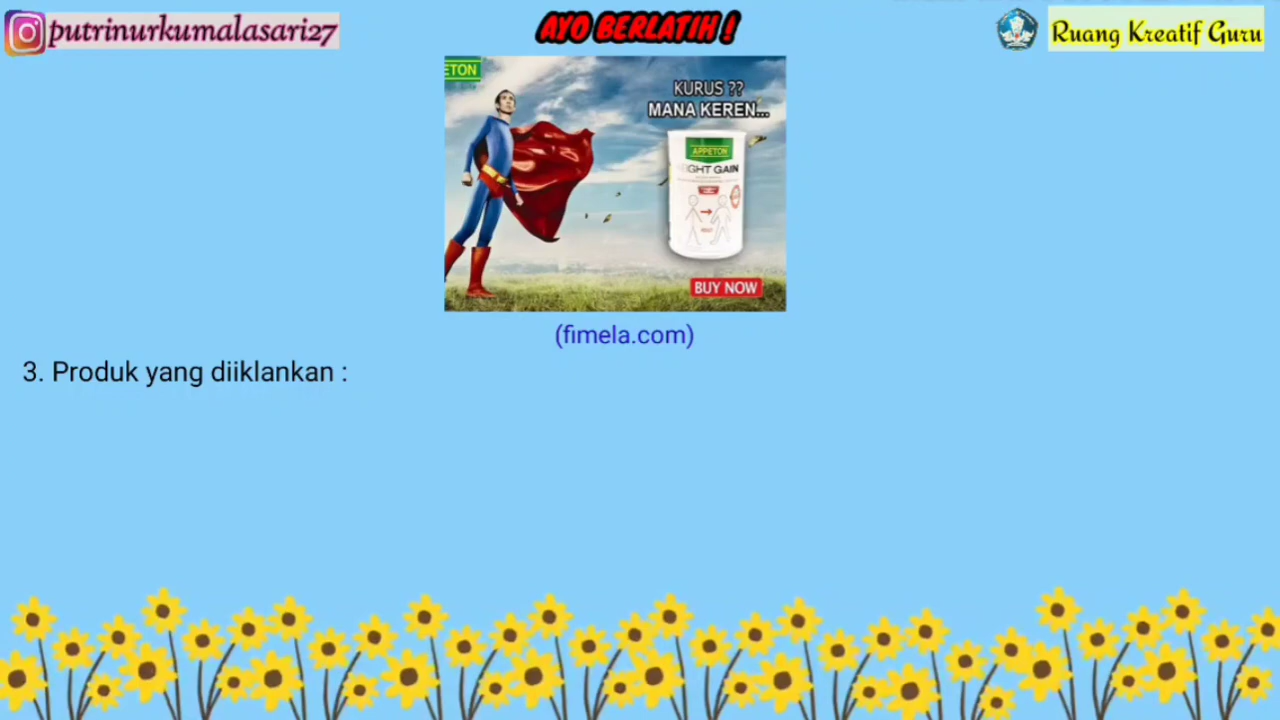 putrinurkumalasari27
AYO BERLATIH !
Ruang Kreatif Guru
ETON
KURUS ??
MANA KEREN...
APPETON
IGHT GAIN
BUY NOW
(fimela.com)
3. Produk yang diiklankan :